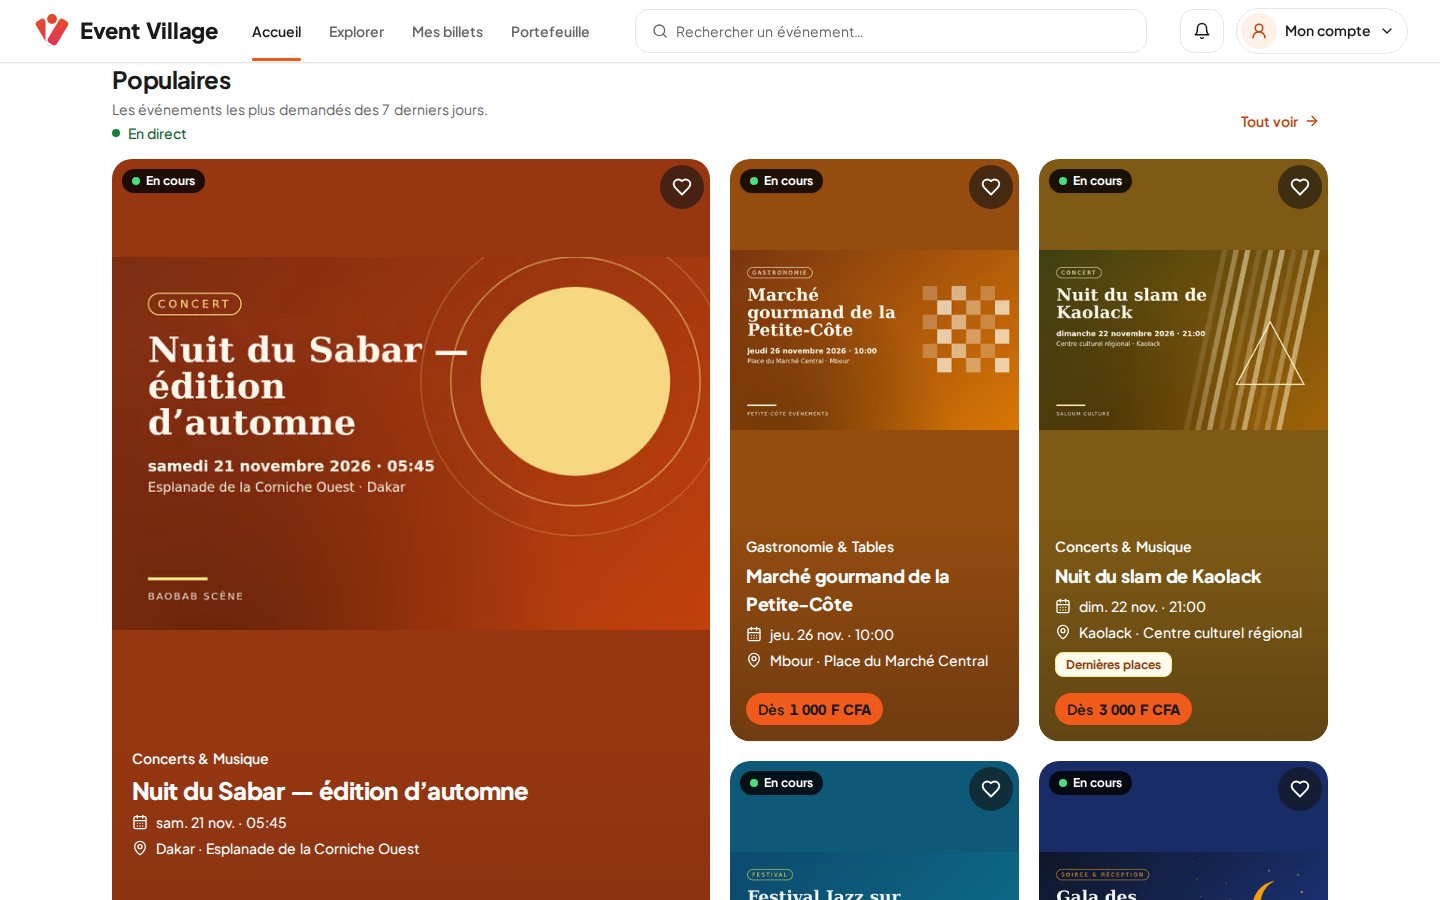 Event Village
Accueil
Explorer
Mes billets
Portefeuille
Rechercher un événement...
Mon compte
Populaires
Les événements les plus demandés des 7 derniers jours.
En direct
Tout voir
En cours
CONCERT
Nuit du Sabar —
édition
d’automne
samedi 21 novembre 2026 · 05:45
Esplanade de la Corniche Ouest · Dakar
BAOBAB SCÈNE
Concerts & Musique
Nuit du Sabar — édition d’automne
sam. 21 nov. · 05:45
Dakar · Esplanade de la Corniche Ouest
En cours
GASTRONOMIE
Marché
gourmand de la
Petite-Côte
jeudi 26 novembre 2026 · 10:00
Place du Marché Central · Mbour
PETITE-CÔTE ÉVÉNEMENTS
Gastronomie & Tables
Marché gourmand de la
Petite-Côte
jeu. 26 nov. · 10:00
Mbour · Place du Marché Central
Dès 1 000 F CFA
En cours
CONCERT
Nuit du slam de
Kaolack
dimanche 22 novembre 2026 · 21:00
Centre culturel régional · Kaolack
SALOUM CULTURE
Concerts & Musique
Nuit du slam de Kaolack
dim. 22 nov. · 21:00
Kaolack · Centre culturel régional
Dernières places
Dès 3 000 F CFA
En cours
FESTIVAL
Festival Jazz sur
En cours
SOIRÉE & RÉCEPTION
Gala des